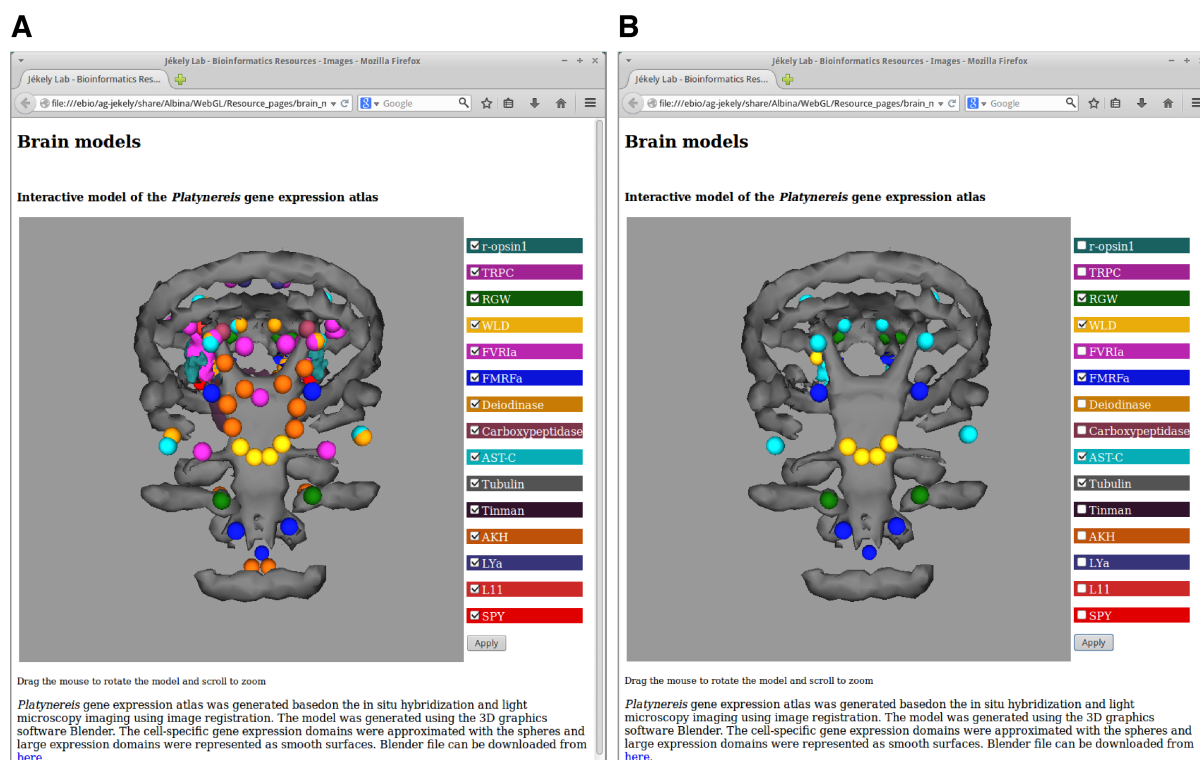 A
Jékely Lab - Bioinformatics Resources - Images - Mozilla Firefox
Jékely Lab - Bioinformatics Res...
file:///ebio/ag-jekely/share/Albina/WebGL/Resource_pages/brain_n
Google
Brain models
Interactive model of the Platynereis gene expression atlas
r-opsin1
TRPC
RGW
WLD
FVRIa
FMRFa
Deiodinase
Carboxypeptidase
AST-C
Tubulin
Tinman
AKH
LYa
L11
SPY
Apply
Drag the mouse to rotate the model and scroll to zoom
Platynereis gene expression atlas was generated basedon the in situ hybridization and light
microscopy imaging using image registration. The model was generated using the 3D graphics
software Blender. The cell-specific gene expression domains were approximated with the spheres and
large expression domains were represented as smooth surfaces. Blender file can be downloaded from
here.
B
Jékely Lab - Bioinformatics Resources - Images - Mozilla Firefox
Jékely Lab - Bioinformatics Res...
file:///ebio/ag-jekely/share/Albina/WebGL/Resource_pages/brain_n
Google
Brain models
Interactive model of the Platynereis gene expression atlas
r-opsin1
TRPC
RGW
WLD
FVRIa
FMRFa
Deiodinase
Carboxypeptidase
AST-C
Tubulin
Tinman
AKH
LYa
L11
SPY
Apply
Drag the mouse to rotate the model and scroll to zoom
Platynereis gene expression atlas was generated basedon the in situ hybridization and light
microscopy imaging using image registration. The model was generated using the 3D graphics
software Blender. The cell-specific gene expression domains were approximated with the spheres and
large expression domains were represented as smooth surfaces. Blender file can be downloaded from
here.